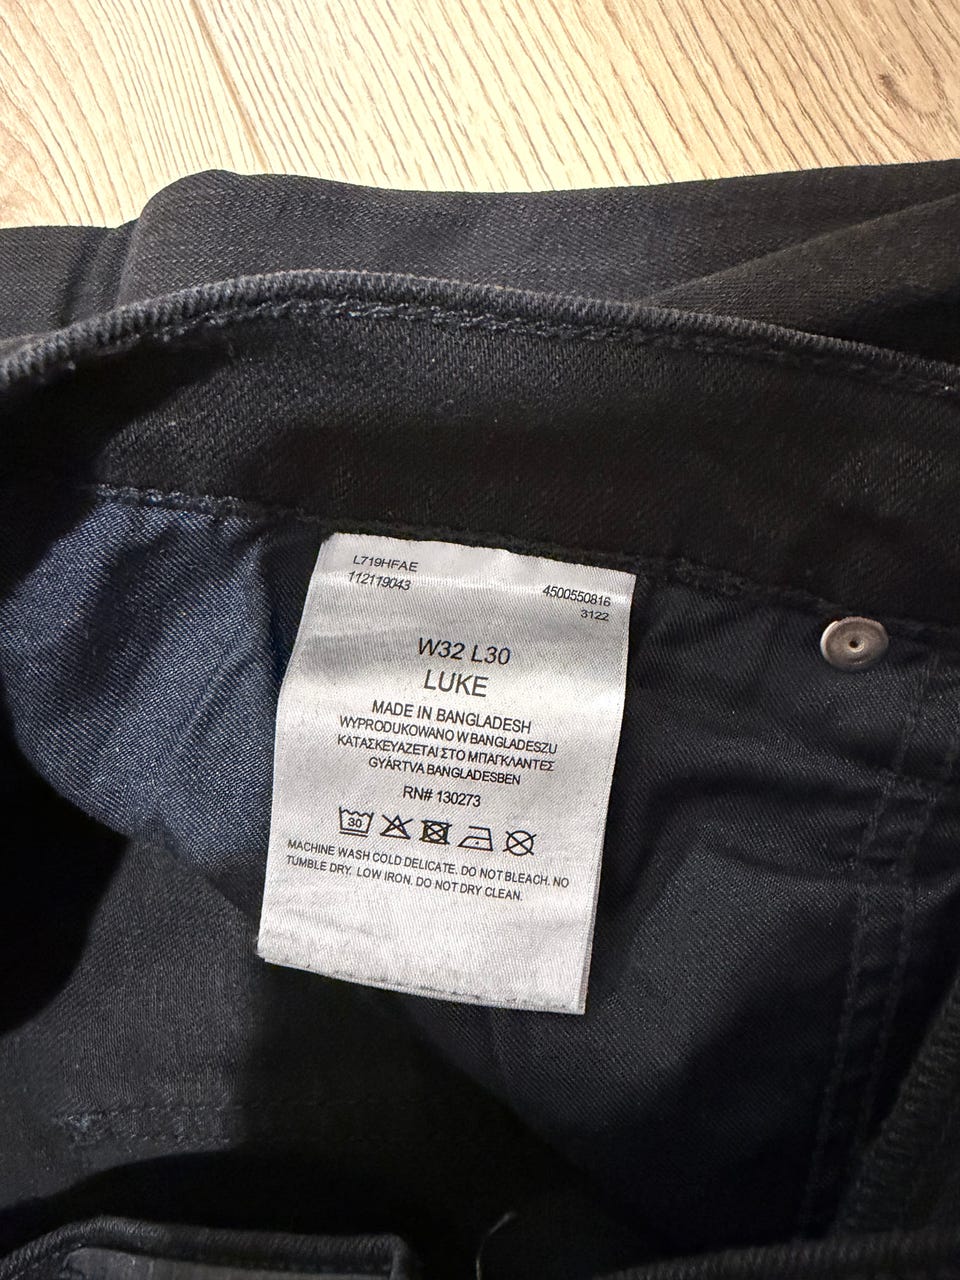 L719HFAE
112119043
4500550816
3122
W32 L30
LUKE
MADE IN BANGLADESH
WYPRODUKOWANO W BANGLADESZU
ΚΑΤΑΣΚΕΥΑΖΕΤΑΙ ΣΤΟ ΜΠΑΓΚΛΑΝΤΕΣ
GYÁRTVA BANGLADESBEN
RN# 130273
30
MACHINE WASH COLD DELICATE. DO NOT BLEACH. NO
TUMBLE DRY. LOW IRON. DO NOT DRY CLEAN.